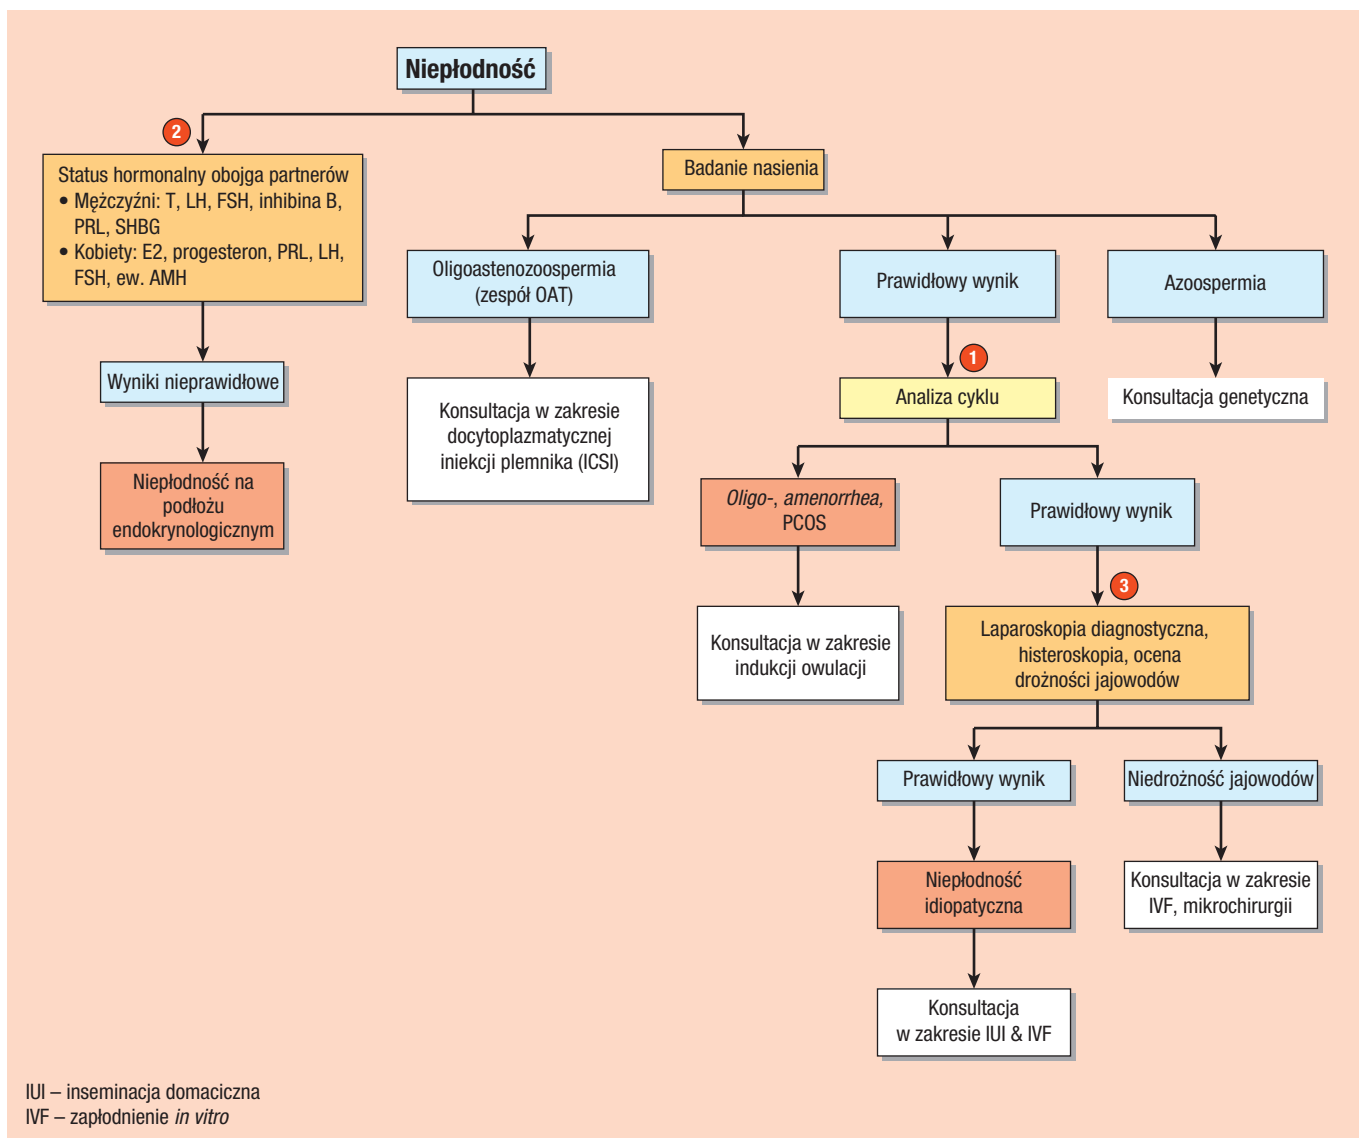 Niepłodność
2
Status hormonalny obojga partnerów
• Mężczyźni: T, LH, FSH, inhibina B,
PRL, SHBG
• Kobiety: E2, progesteron, PRL, LH,
FSH, ew. AMH
Badanie nasienia
Oligoastenozoospermia
(zespół OAT)
Prawidłowy wynik
Azoospermia
Wyniki nieprawidłowe
1
Konsultacja w zakresie
docytoplazmatycznej
iniekcji plemnika (ICSI)
Analiza cyklu
Konsultacja genetyczna
Niepłodność na
podłożu
endokrynologicznym
Oligo-, amenorrhea,
PCOS
Prawidłowy wynik
3
Konsultacja w zakresie
indukcji owulacji
Laparoskopia diagnostyczna,
histeroskopia, ocena
drożności jajowodów
Prawidłowy wynik
Niedrożność jajowodów
Niepłodność
idiopatyczna
Konsultacja w zakresie
IVF, mikrochirurgii
Konsultacja
w zakresie IUI & IVF
IUI – inseminacja domaciczna
IVF – zapłodnienie in vitro